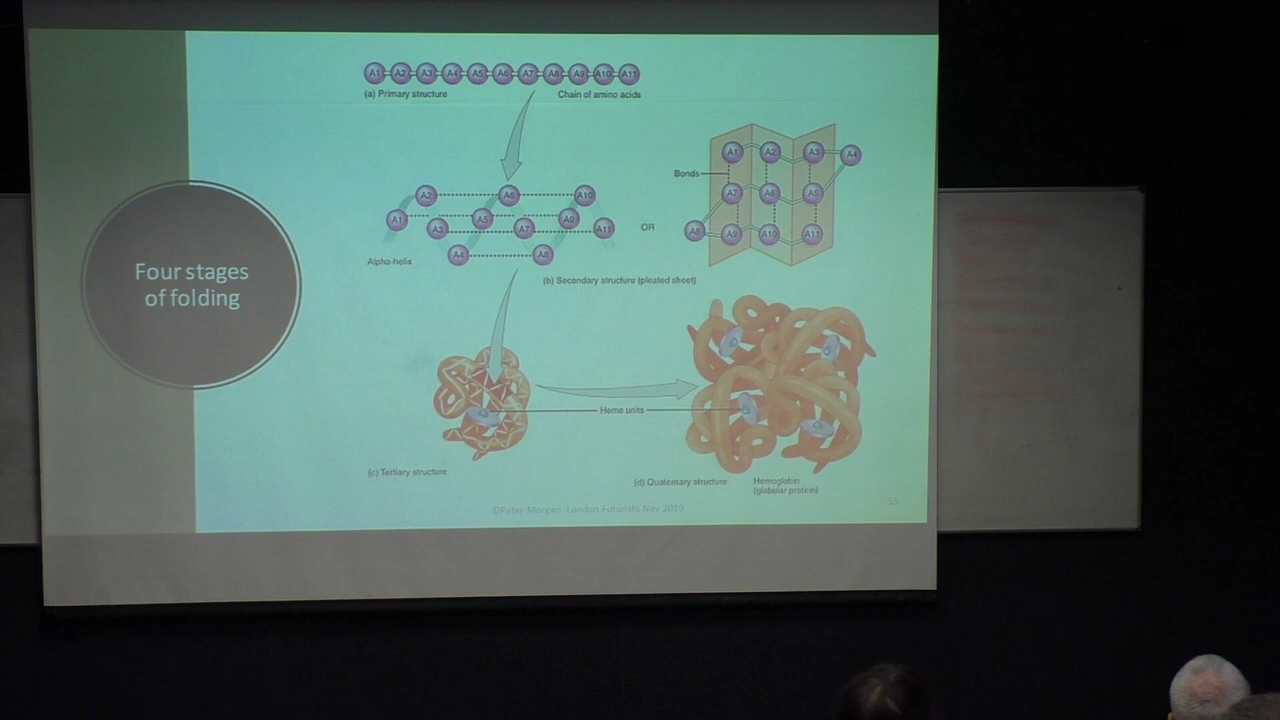 Four stages
of folding
A1 A2 A3 A4 A5 A6 A7 A8 A9 A10 A11
(a) Primary structure
Chain of amino acids
A2 A6 A10
A1 A5 A9
A3 A7 A11
A4 A8
Alpha-helix
OR
Bonds
A1 A2 A3 A4
A7 A6 A5
A8 A9 A10 A11
(b) Secondary structure (pleated sheet)
Heme units
(c) Tertiary structure
(d) Quaternary structure
Hemoglobin
(globular protein)
©Peter Morgan London Futurists Nov 2019